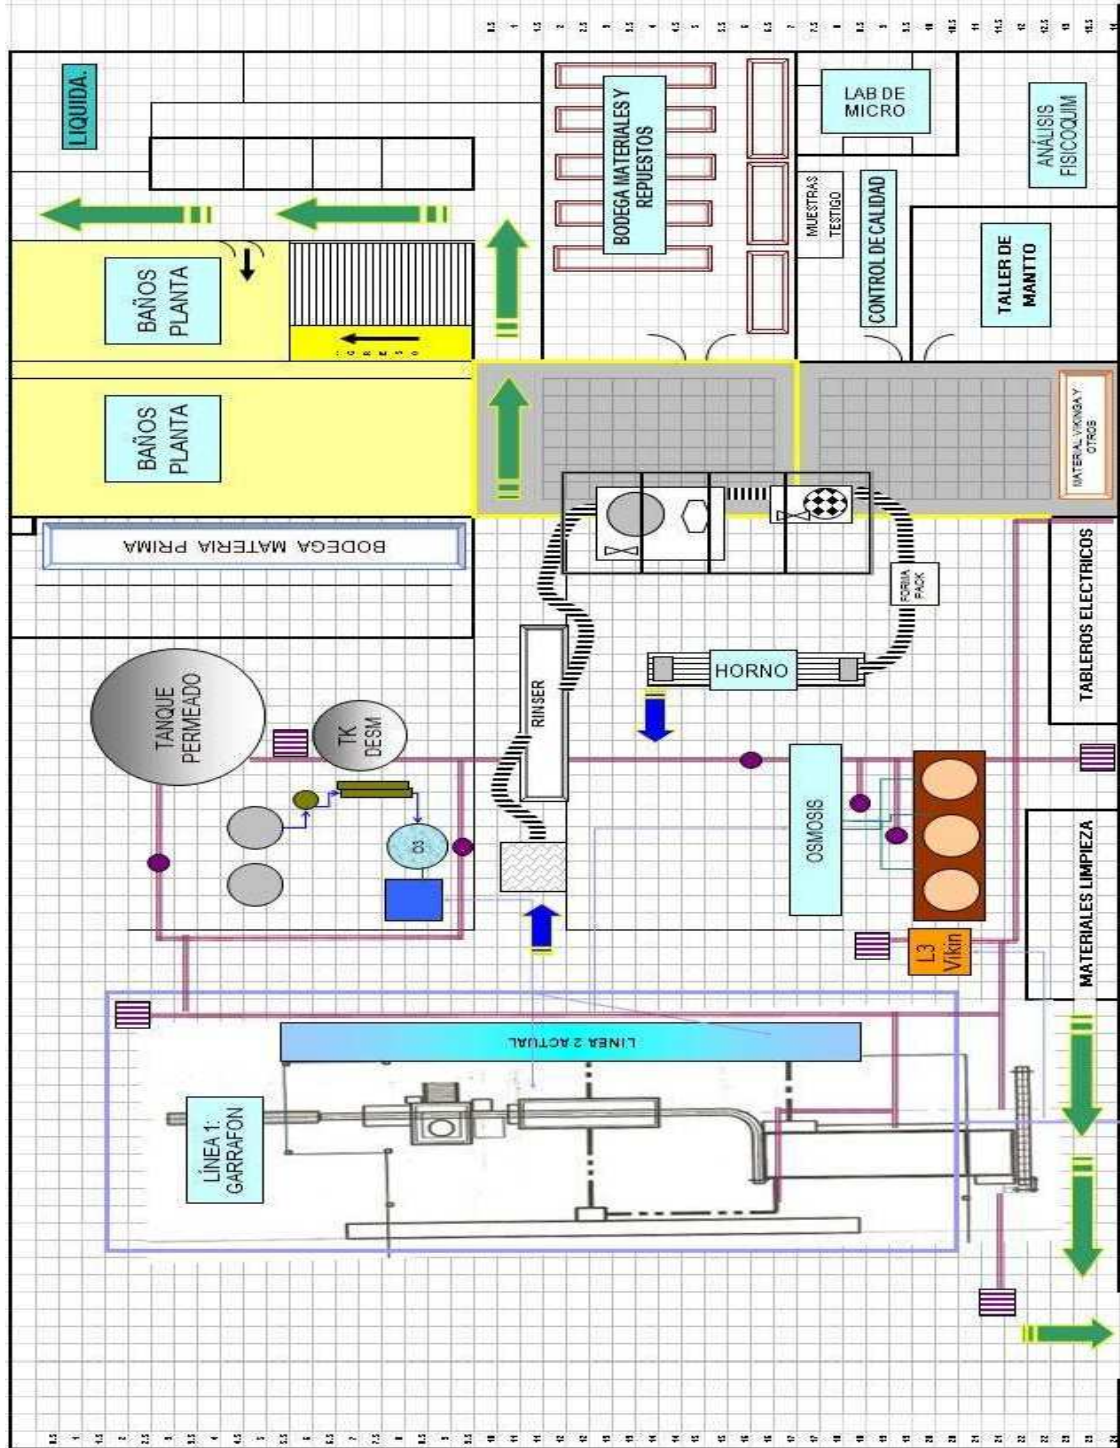 LIQUIDA.
BODEGA MATERIALES Y
REPUESTOS
LAB DE
MICRO
ANÁLISIS
FISICOQUIM
MUESTRAS
TESTIGO
CONTROL DE CALIDAD
TALLER DE
MANTTO
BAÑOS
PLANTA
BAÑOS
PLANTA
MATERIAL VIKINGA Y
OTROS
BODEGA MATERIA PRIMA
TABLEROS ELECTRICOS
FORMA
PACK
HORNO
RINSER
TANQUE
PERMEADO
TK
DESM
O3
OSMOSIS
L3
Vikin
MATERIALES LIMPIEZA
LINEA 2 ACTUAL
LÍNEA 1:
GARRAFON